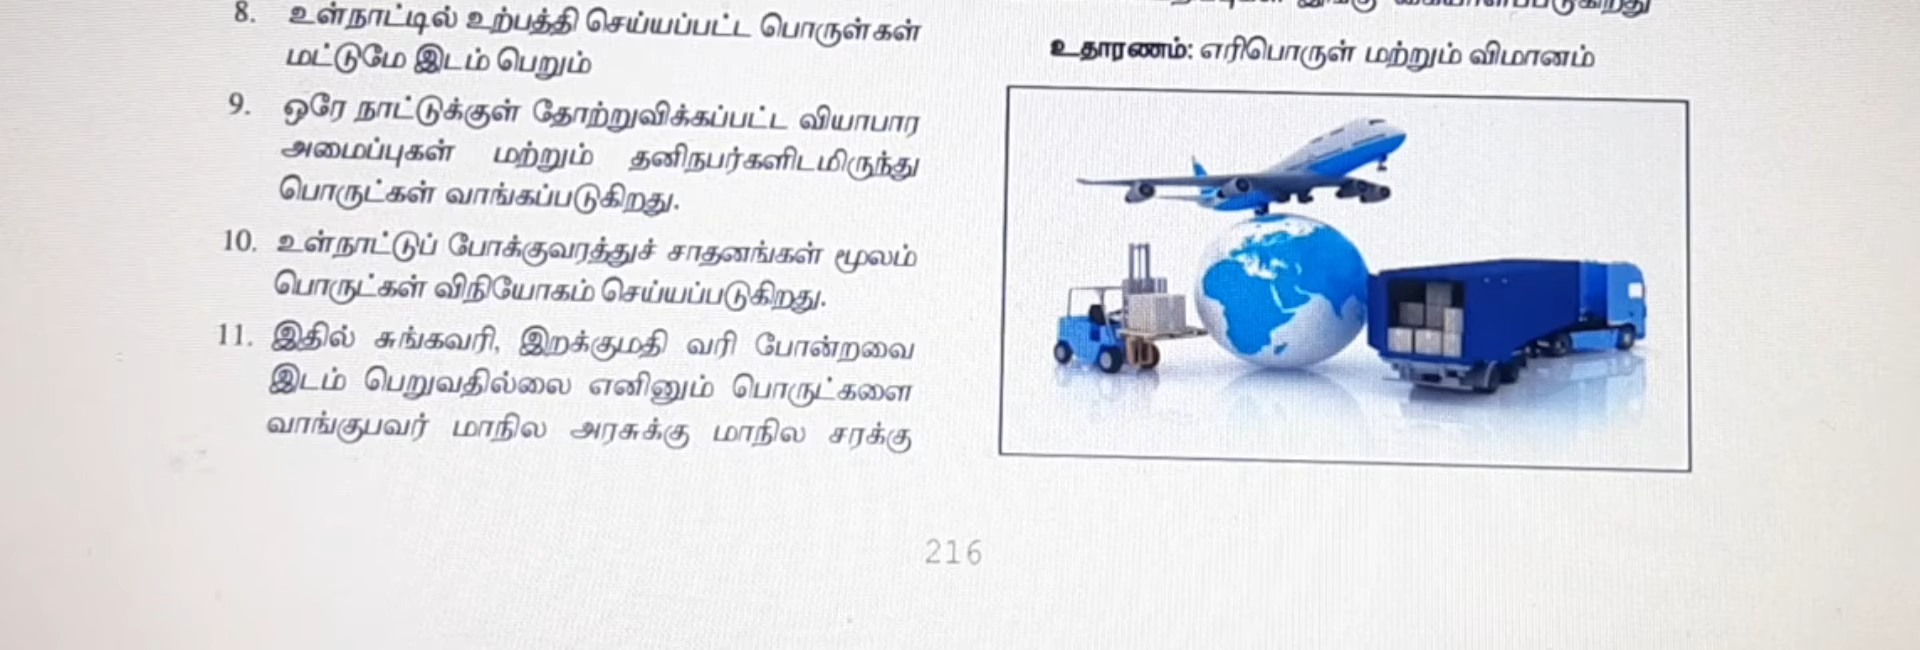 8. உள்நாட்டில் உற்பத்தி செய்யப்பட்ட பொருள்கள்
மட்டுமே இடம் பெறும்
9. ஒரே நாட்டுக்குள் தோற்றுவிக்கப்பட்ட வியாபார
அமைப்புகள் மற்றும் தனிநபர்களிடமிருந்து
பொருட்கள் வாங்கப்படுகிறது.
10. உள்நாட்டுப் போக்குவரத்துச் சாதனங்கள் மூலம்
பொருட்கள் விநியோகம் செய்யப்படுகிறது.
11. இதில் சுங்கவரி, இறக்குமதி வரி போன்றவை
இடம் பெறுவதில்லை எனினும் பொருட்களை
வாங்குபவர் மாநில அரசுக்கு மாநில சரக்கு
உதாரணம்: எரிபொருள் மற்றும் விமானம்
216